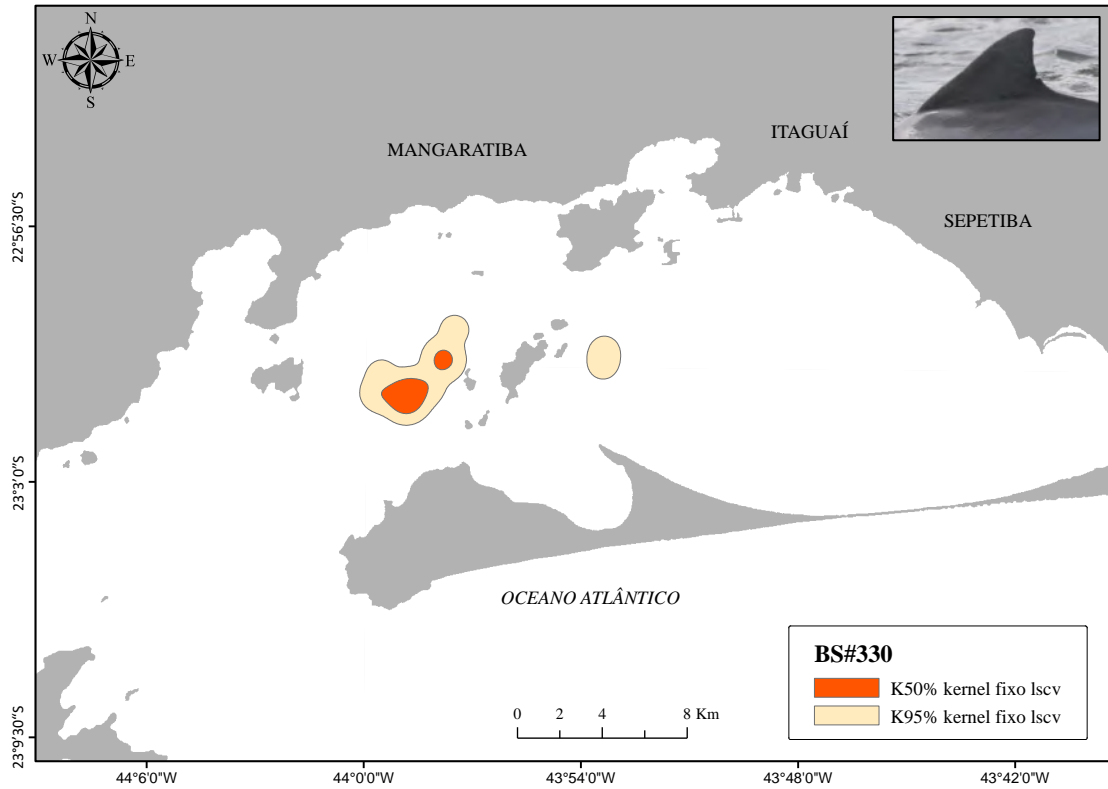 N
W E
S
MANGARATIBA
ITAGUAÍ
SEPETIBA
22°56'30"S
23°3'0"S
23°9'30"S
OCEANO ATLÂNTICO
BS#330
K50% kernel fixo lscv
K95% kernel fixo lscv
0 2 4 8 Km
44°6'0"W 44°0'0"W 43°54'0"W 43°48'0"W 43°42'0"W